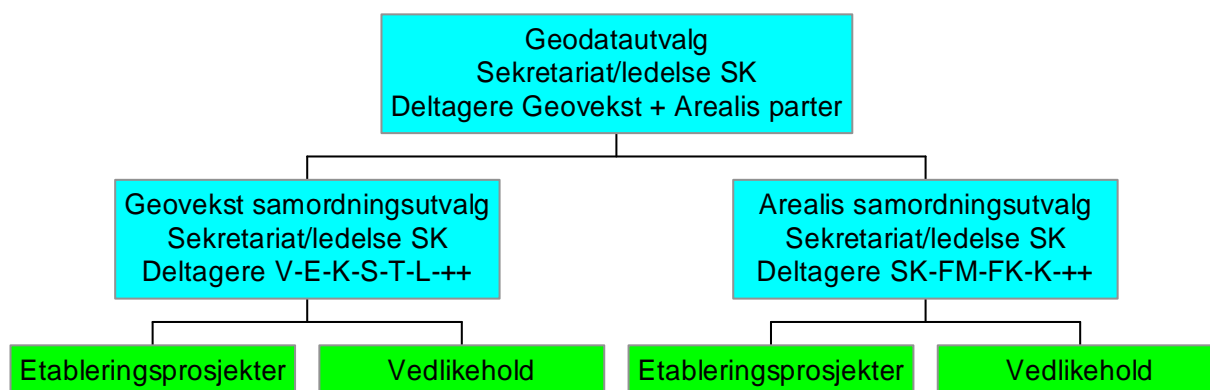 Geodatautvalg
Sekretariat/ledelse SK
Deltagere Geovekst + Arealis parter
Geovekst samordningsutvalg
Sekretariat/ledelse SK
Deltagere V-E-K-S-T-L-++
Arealis samordningsutvalg
Sekretariat/ledelse SK
Deltagere SK-FM-FK-K-++
Etableringsprosjekter
Vedlikehold
Etableringsprosjekter
Vedlikehold